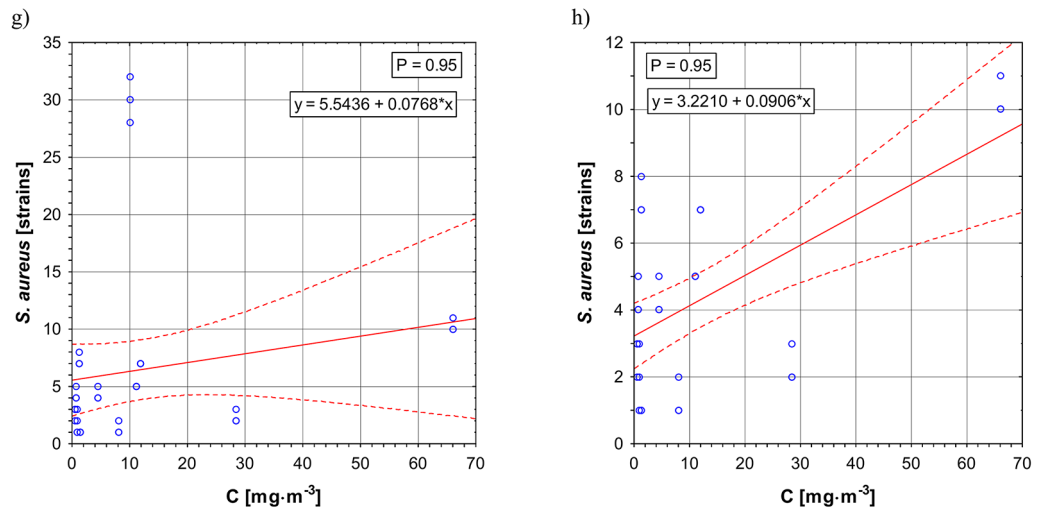 g)
35
30
25
20
15
10
5
0
S. aureus [strains]
P = 0.95
y = 5.5436 + 0.0768*x
0 10 20 30 40 50 60 70
C [mg·m⁻³]
h)
12
10
8
6
4
2
0
S. aureus [strains]
P = 0.95
y = 3.2210 + 0.0906*x
0 10 20 30 40 50 60 70
C [mg·m⁻³]